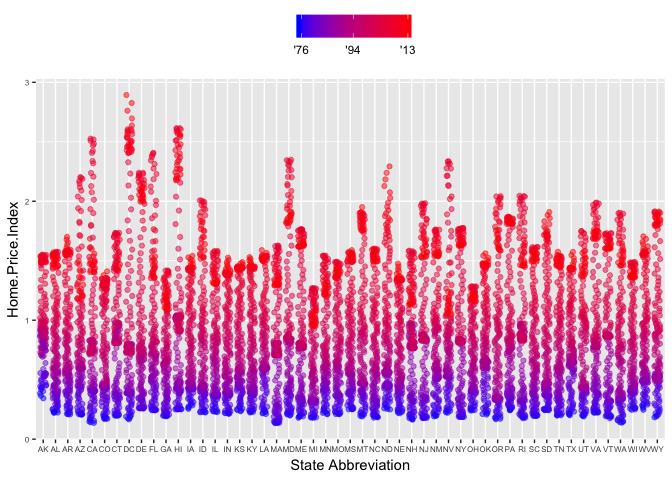 '76 '94 '13
3
2
1
0
Home.Price.Index
AK AL AR AZ CA CO CT DC DE FL GA HI IA ID IL IN KS KY LA MA MD ME MI MN MO MS MT NC ND NE NH NJ NM NV NY OH OK OR PA RI SC SD TN TX UT VA VT WA WI WV WY
State Abbreviation